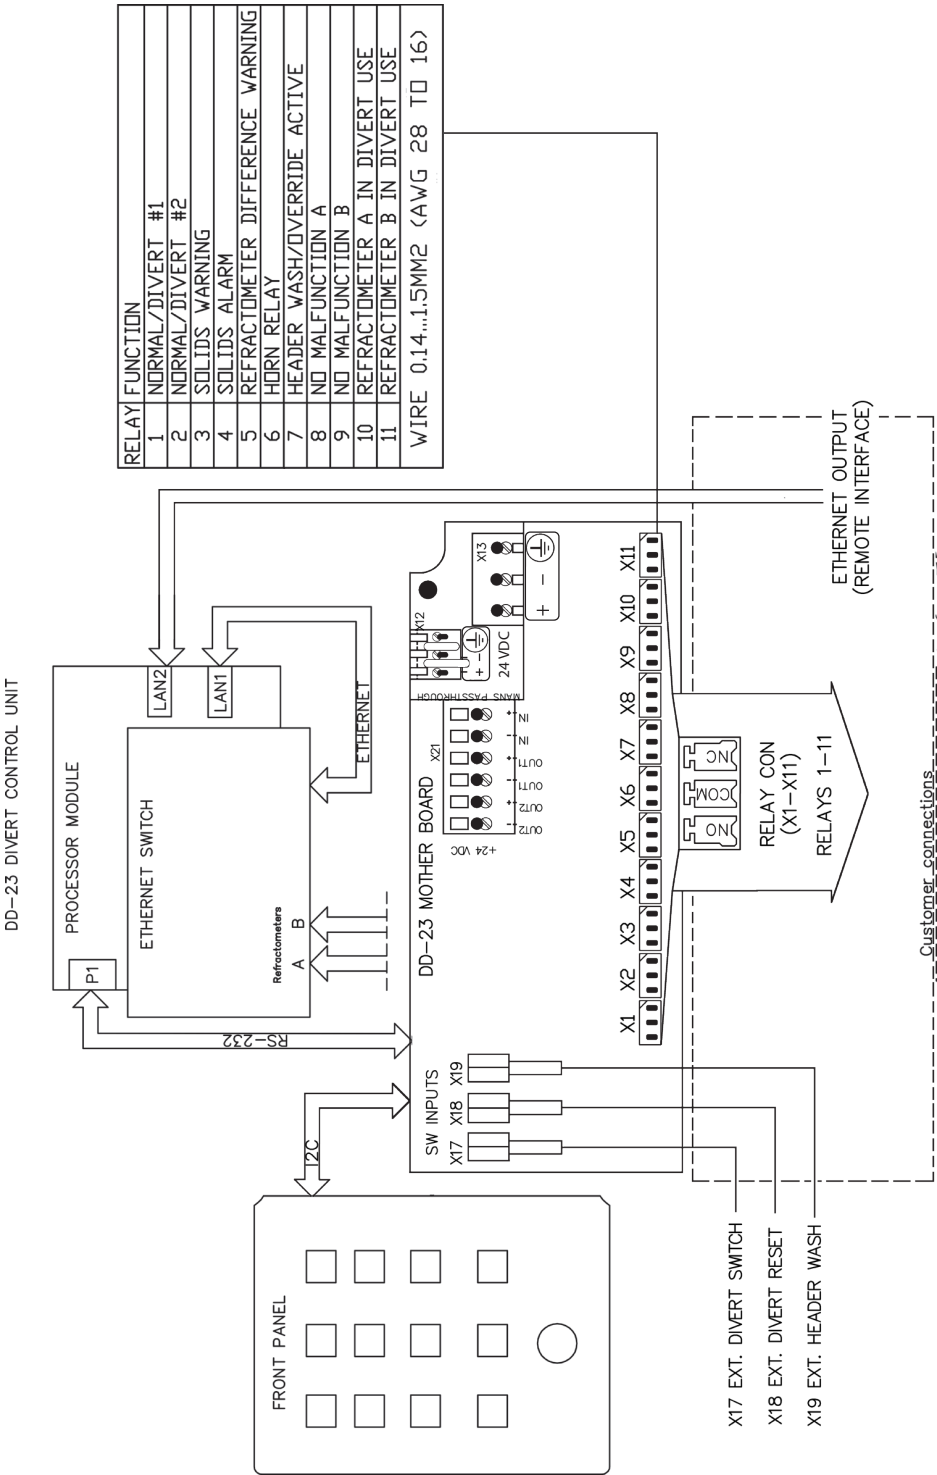 DD-23 DIVERT CONTROL UNIT
RELAY FUNCTION
1 NORMAL/DIVERT #1
2 NORMAL/DIVERT #2
3 SOLIDS WARNING
4 SOLIDS ALARM
5 REFRACTOMETER DIFFERENCE WARNING
6 HORN RELAY
7 HEADER WASH/OVERRIDE ACTIVE
8 NO MALFUNCTION A
9 NO MALFUNCTION B
10 REFRACTOMETER A IN DIVERT USE
11 REFRACTOMETER B IN DIVERT USE
WIRE 0.14...1.5MM2 (AWG 28 TO 16)
PROCESSOR MODULE
P1
LAN2
LAN1
ETHERNET SWITCH
ETHERNET
Refractometers
A
B
RS-232
I2C
FRONT PANEL
DD-23 MOTHER BOARD
+24 VDC
X21
OUT2 -
OUT2 +
OUT1 -
OUT1 +
IN -
IN +
MANS PASSTHROUGH
X12
+ -
24 VDC
X13
+ -
SW INPUTS
X17
X18
X19
X1
X2
X3
X4
X5
X6
X7
X8
X9
X10
X11
NO
COM
NC
RELAY CON
(X1-X11)
RELAYS 1-11
ETHERNET OUTPUT
(REMOTE INTERFACE)
Customer connections
X17 EXT. DIVERT SWITCH
X18 EXT. DIVERT RESET
X19 EXT. HEADER WASH